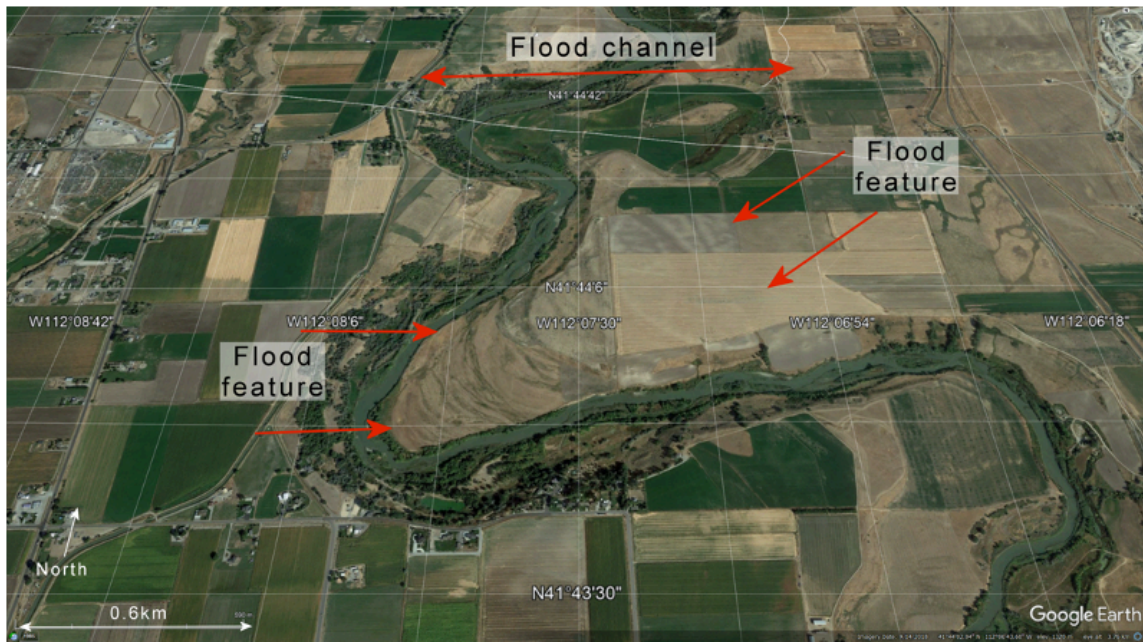 Flood channel
N41°44'42"
Flood
feature
N41°44'6"
W112°08'42"
W112°08'6"
W112°07'30"
W112°06'54"
W112°06'18"
Flood
feature
North
0.6km
N41°43'30"
Google Earth